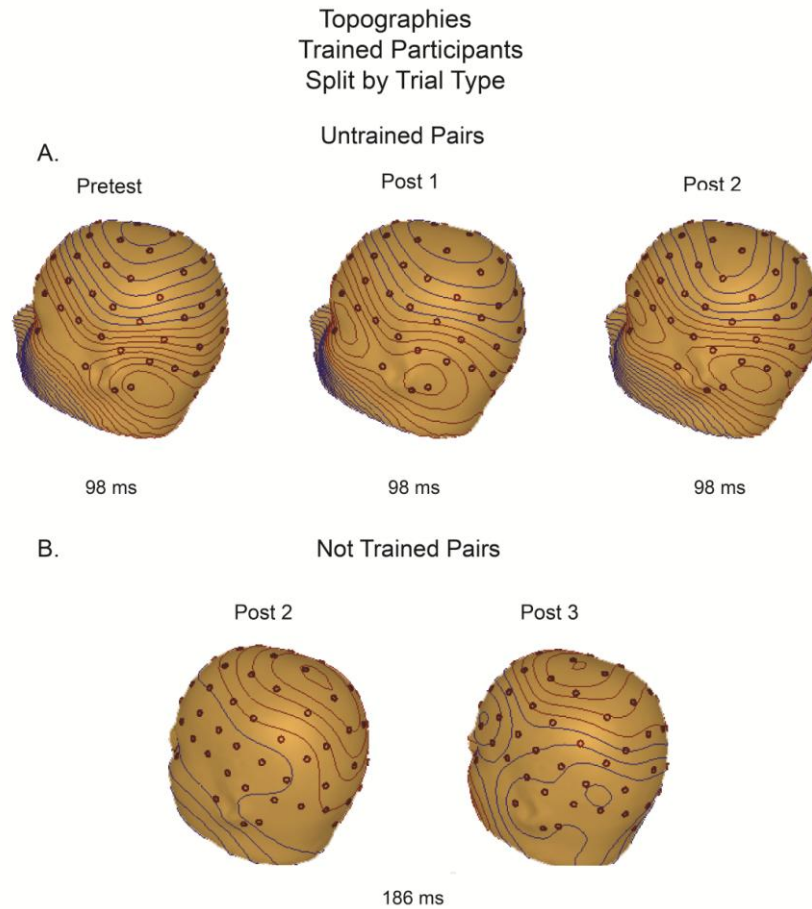 Topographies
Trained Participants
Split by Trial Type
A.
Untrained Pairs
Pretest
Post 1
Post 2
98 ms
98 ms
98 ms
B.
Not Trained Pairs
Post 2
Post 3
186 ms